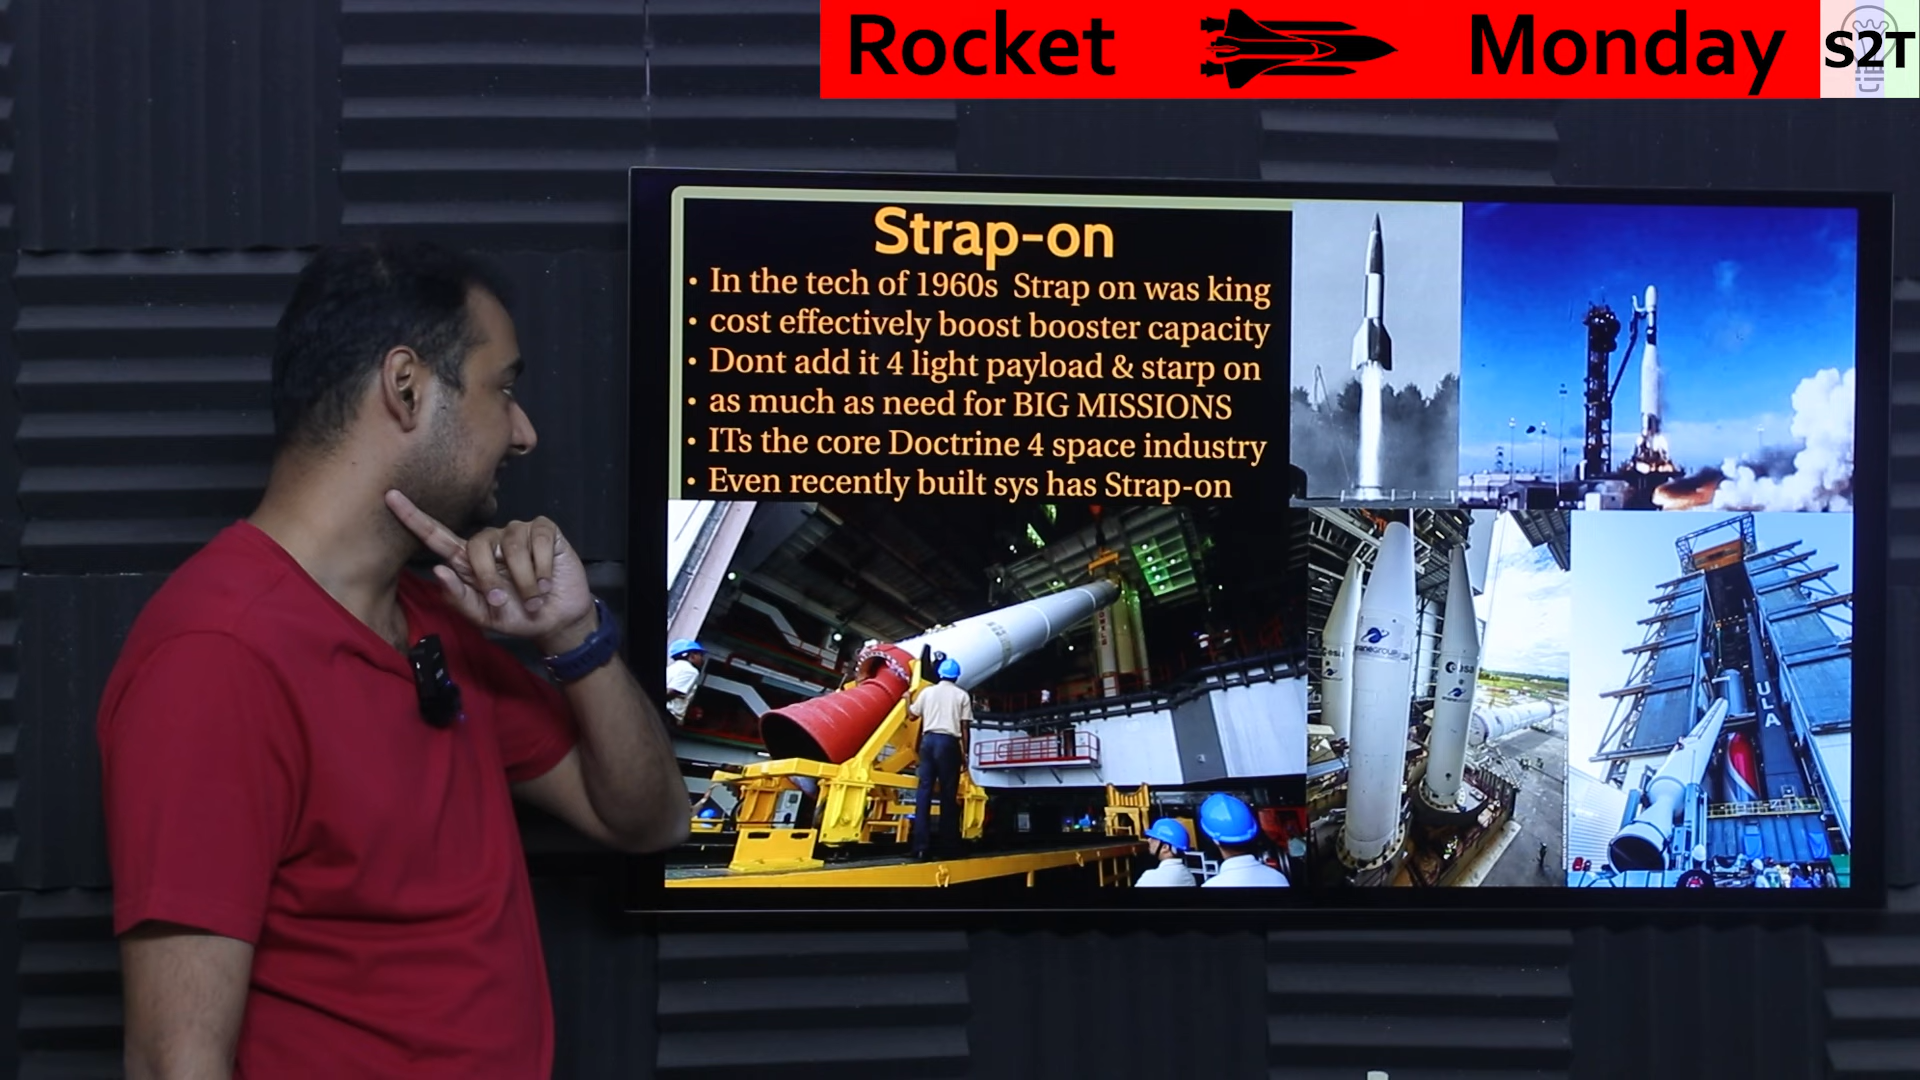 Rocket Monday S2T
Strap-on
• In the tech of 1960s Strap on was king
• cost effectively boost booster capacity
• Dont add it 4 light payload & starp on
• as much as need for BIG MISSIONS
• ITs the core Doctrine 4 space industry
• Even recently built sys has Strap-on
esa
ULA